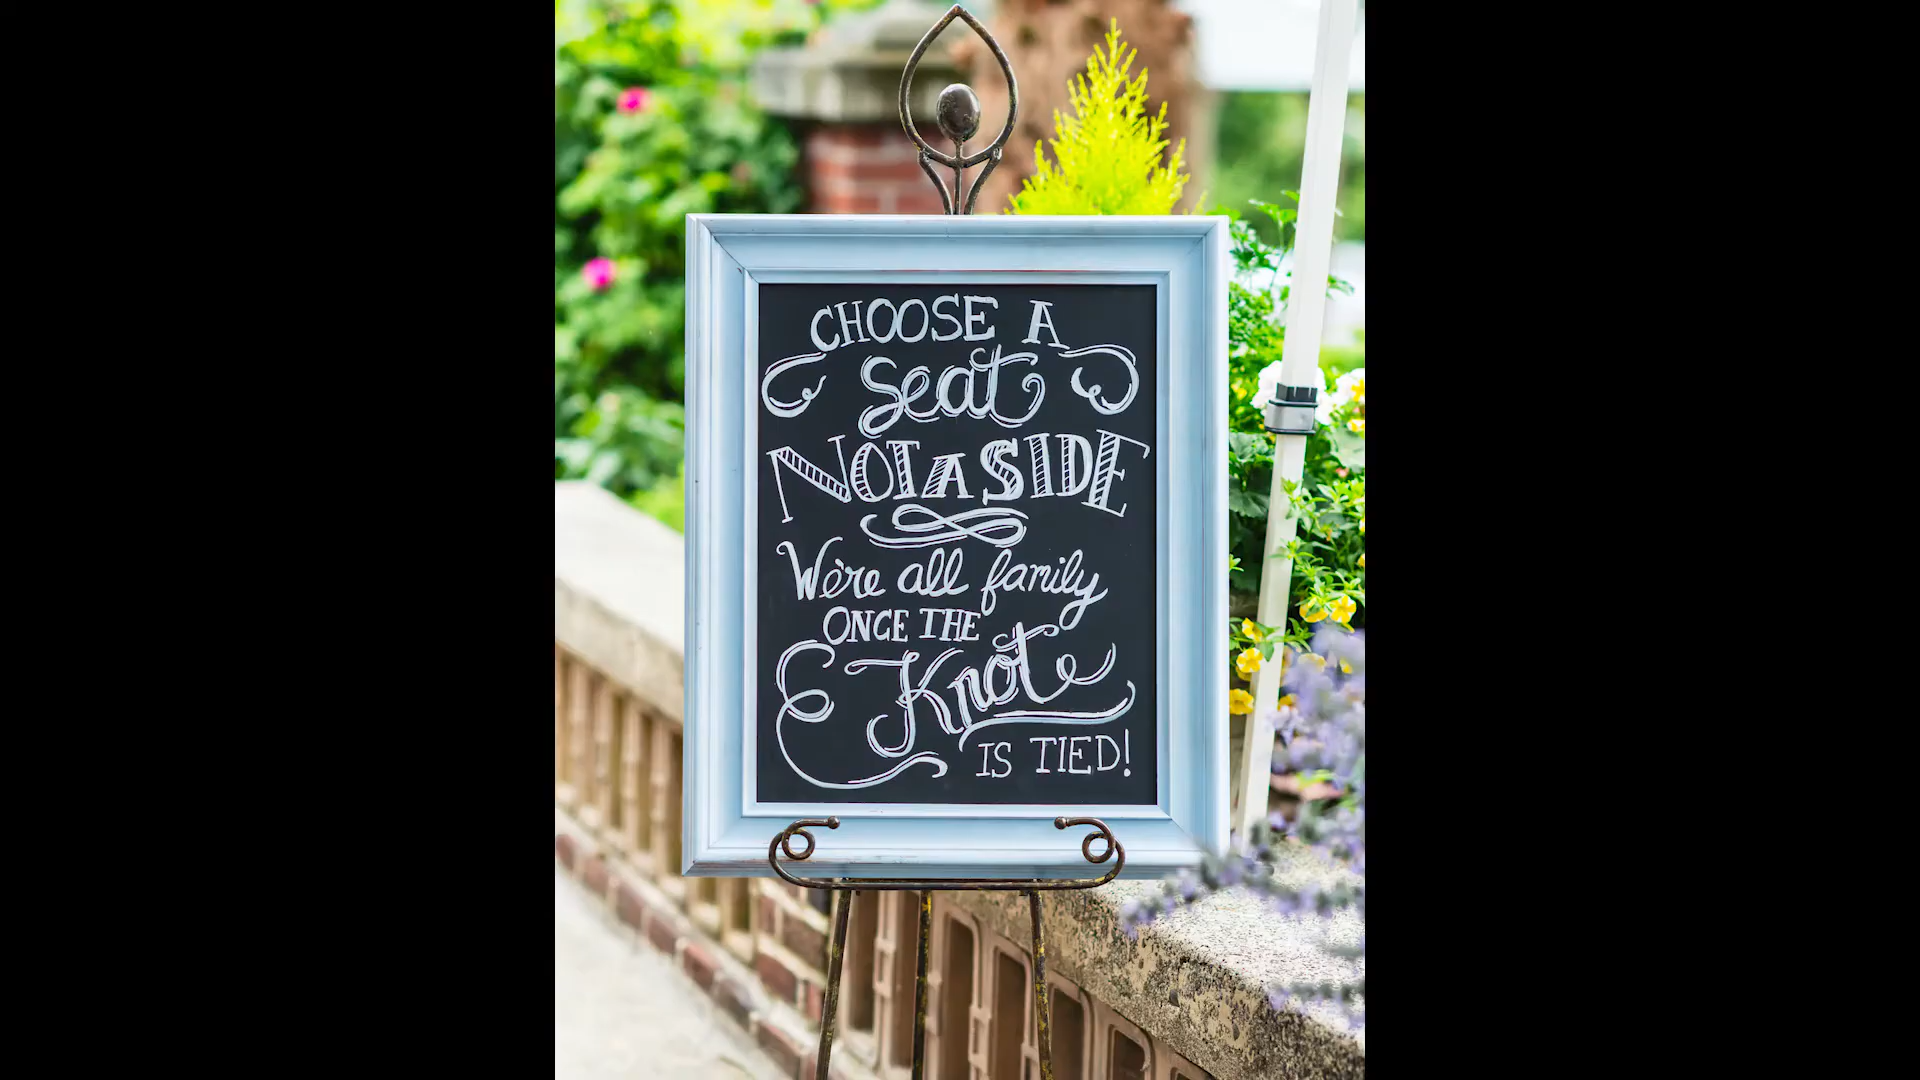 CHOOSE A
Seat
NOT A SIDE
We're all family
ONCE THE
Knot
IS TIED!